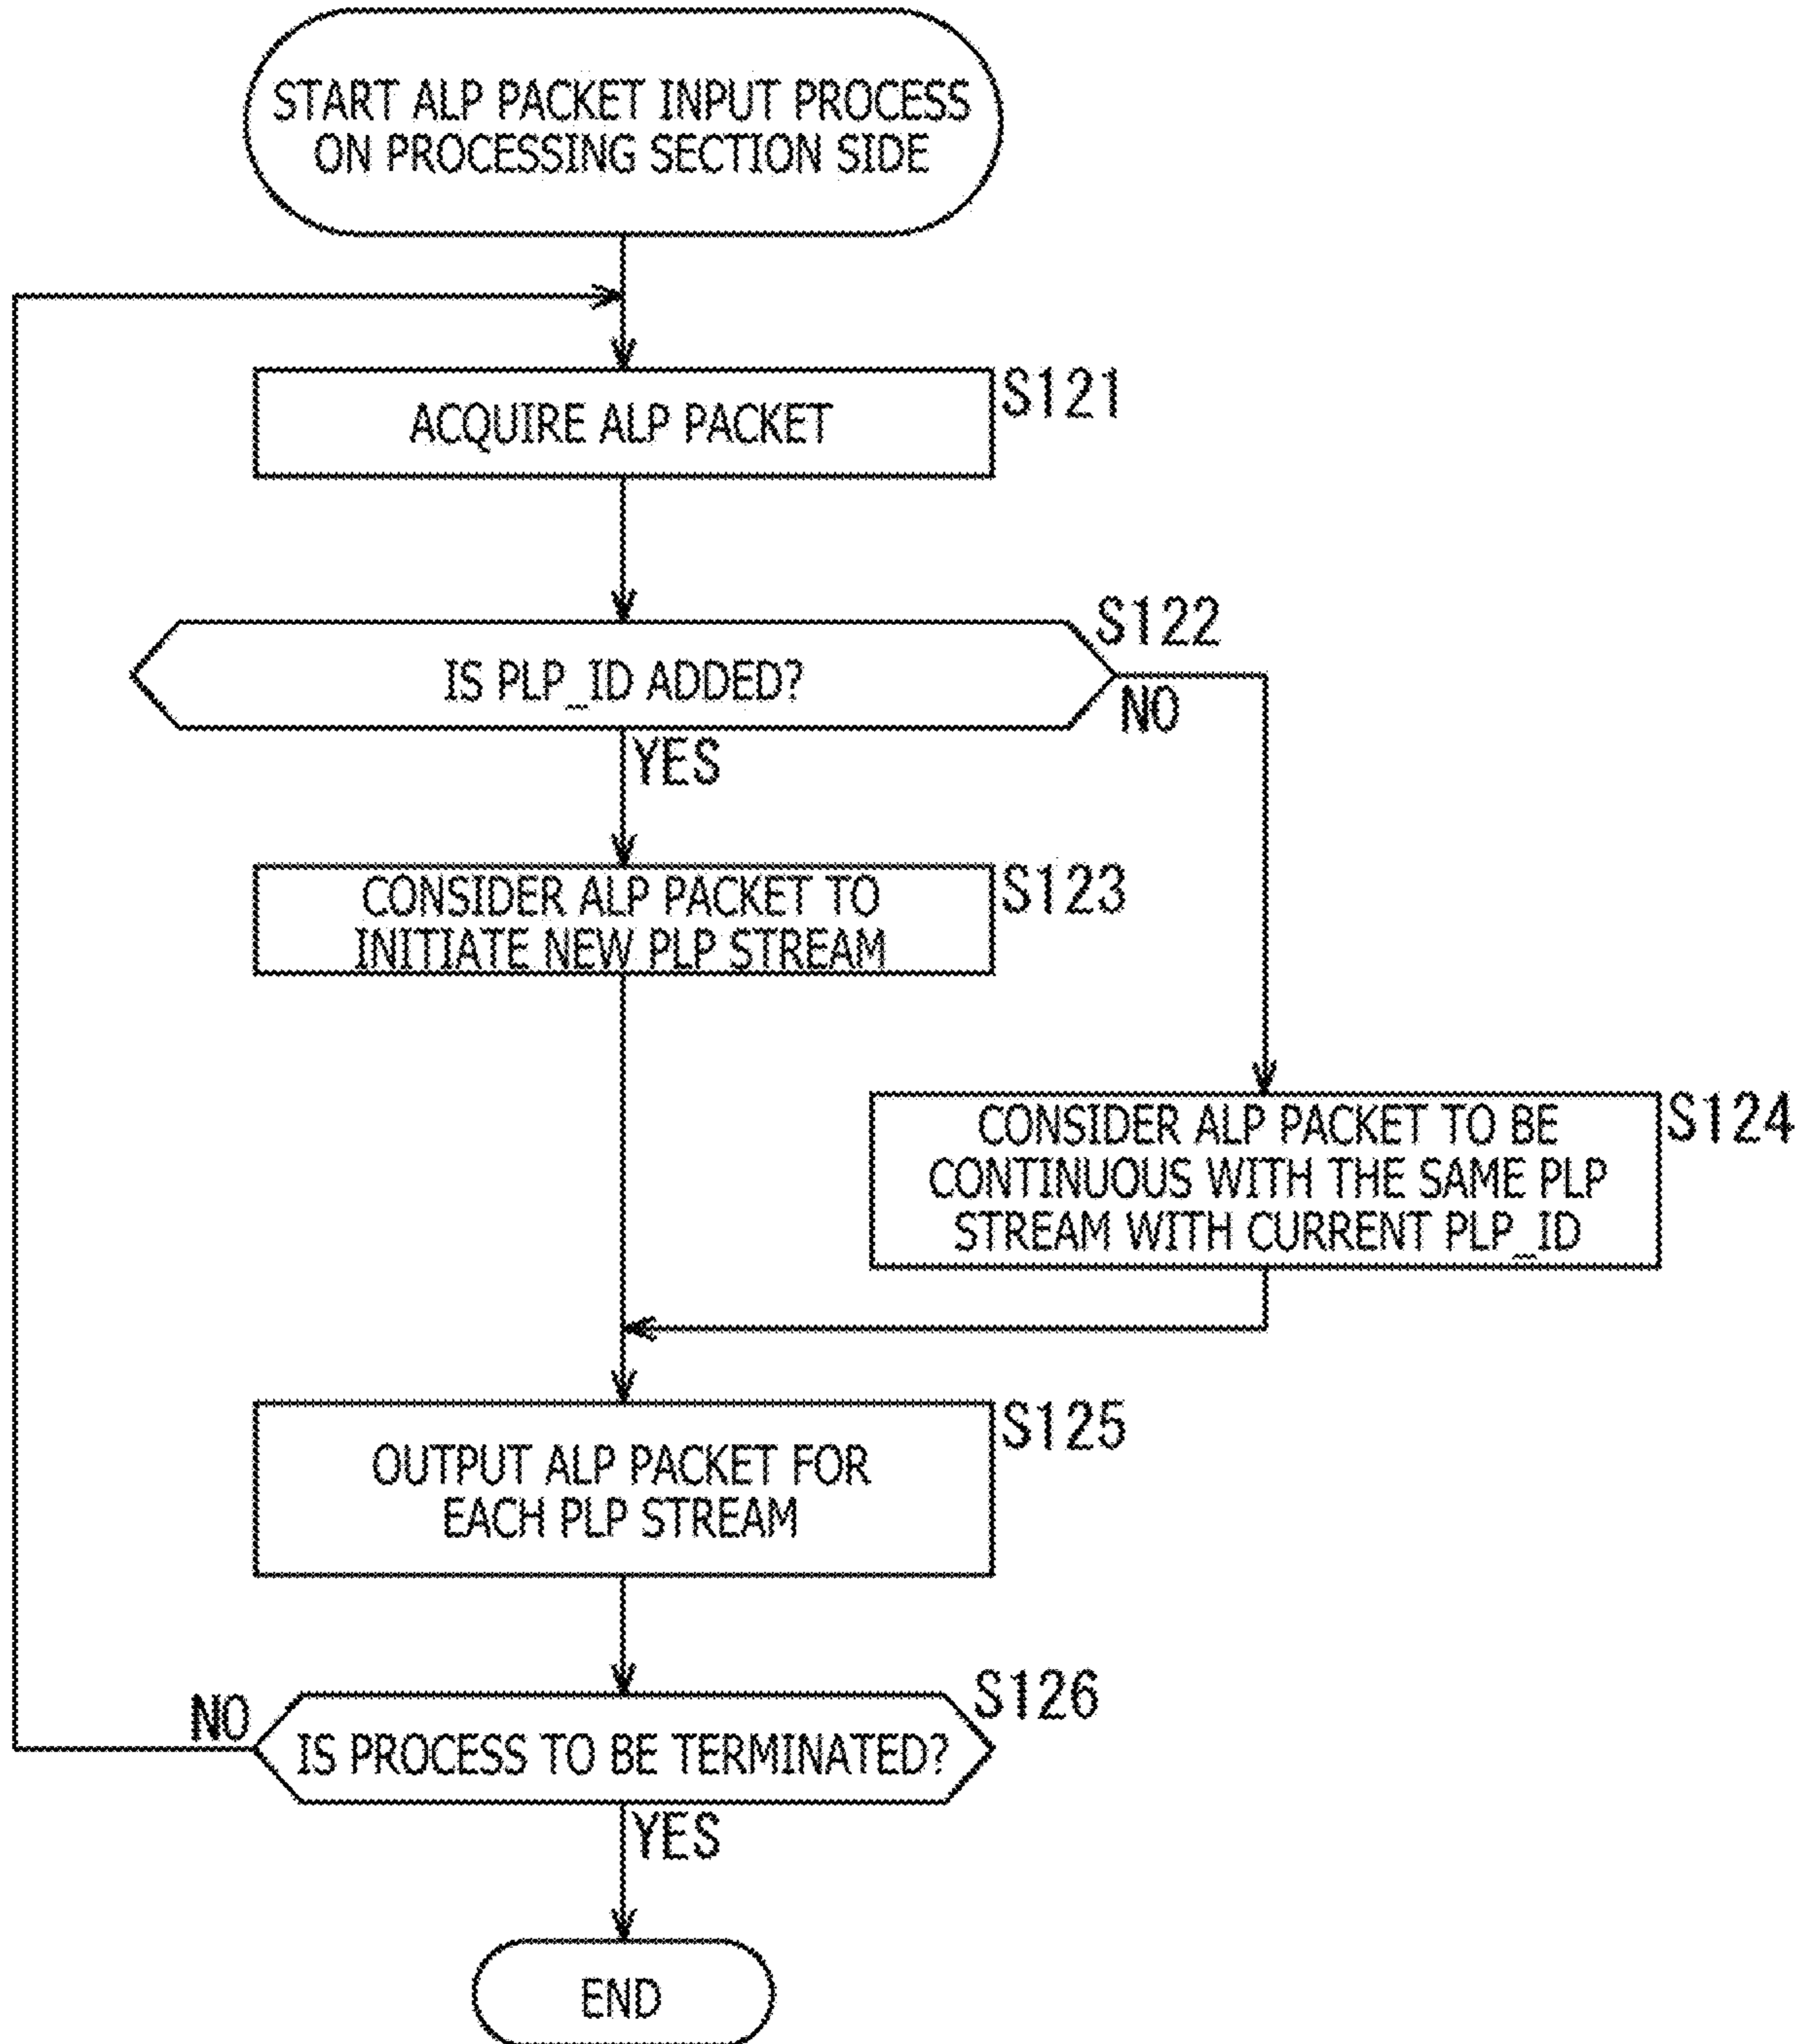 START ALP PACKET INPUT PROCESS
ON PROCESSING SECTION SIDE
S121
ACQUIRE ALP PACKET
S122
IS PLP_ID ADDED?
NO
YES
S123
CONSIDER ALP PACKET TO
INITIATE NEW PLP STREAM
S124
CONSIDER ALP PACKET TO BE
CONTINUOUS WITH THE SAME PLP
STREAM WITH CURRENT PLP_ID
S125
OUTPUT ALP PACKET FOR
EACH PLP STREAM
S126
NO
IS PROCESS TO BE TERMINATED?
YES
END